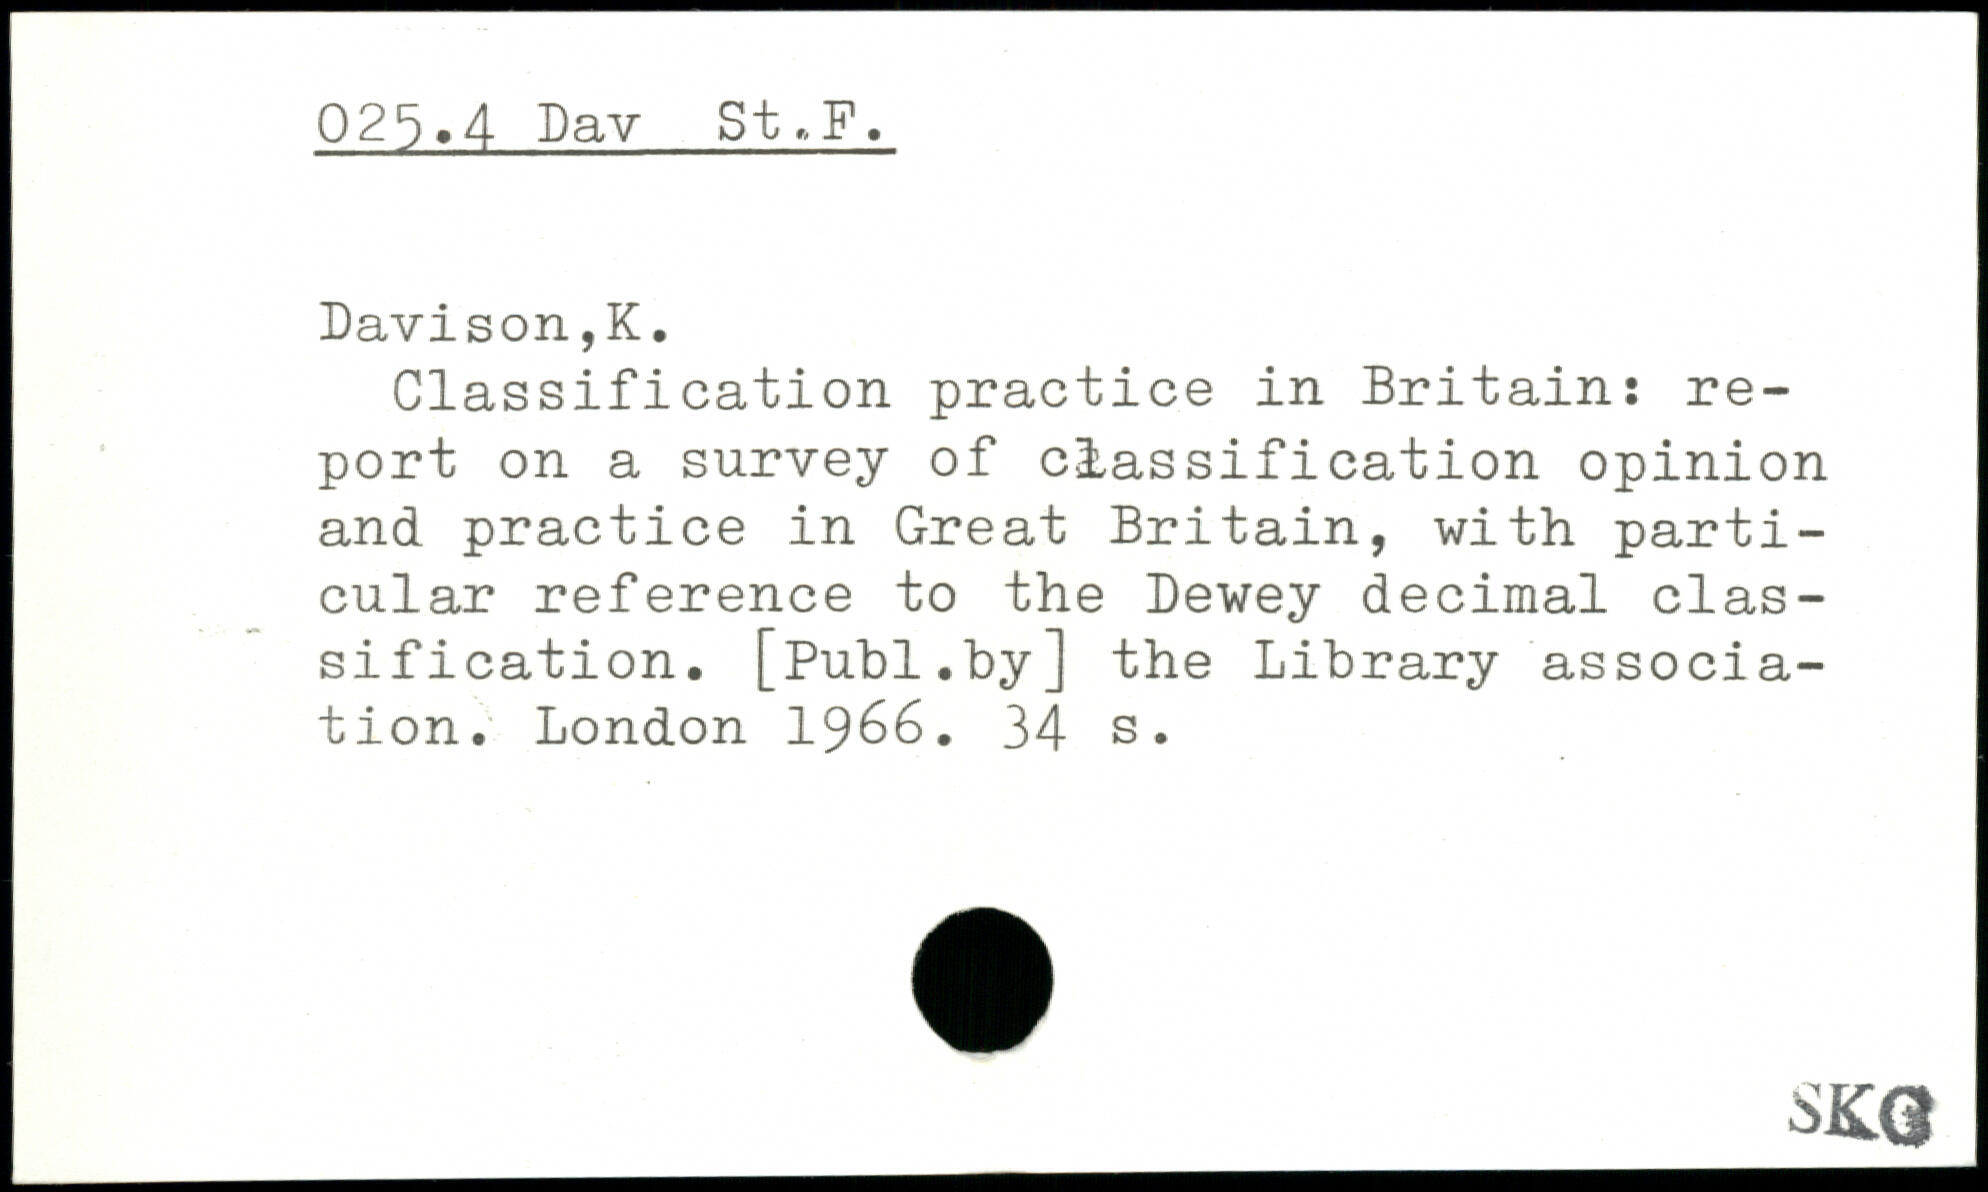 025.4 Dav St.F.
Davison,K.
Classification practice in Britain: re-
port on a survey of classification opinion
and practice in Great Britain, with parti-
cular reference to the Dewey decimal clas-
sification. [Publ.by] the Library associa-
tion. London 1966. 34 s.
SKG